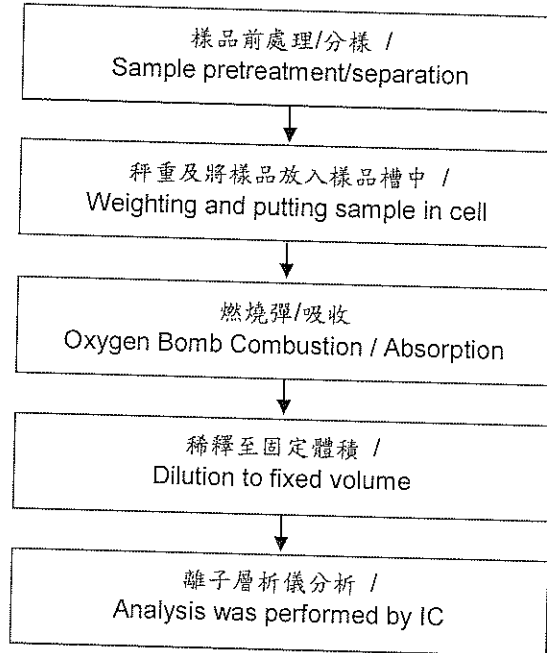 樣品前處理/分樣 /
Sample pretreatment/separation
秤重及將樣品放入樣品槽中 /
Weighting and putting sample in cell
燃燒彈/吸收
Oxygen Bomb Combustion / Absorption
稀釋至固定體積 /
Dilution to fixed volume
離子層析儀分析 /
Analysis was performed by IC